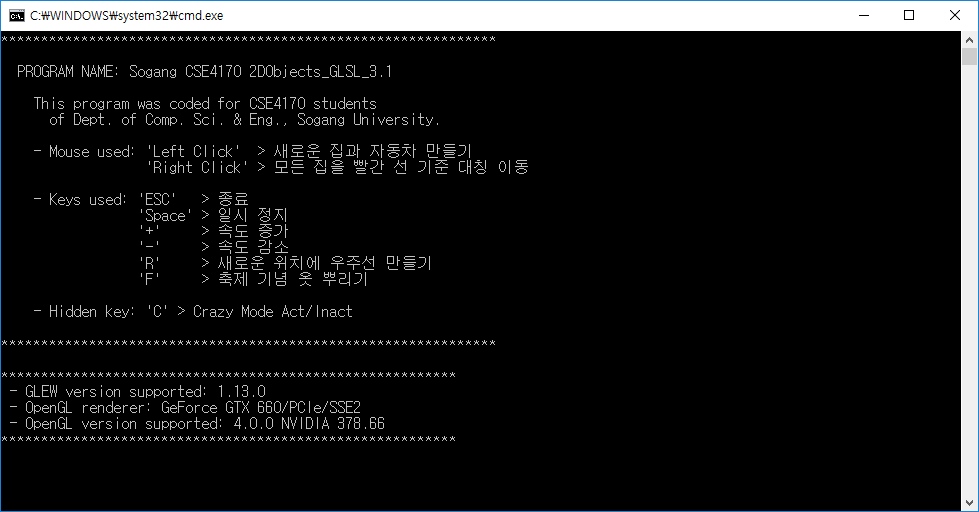 C:\WINDOWS\system32\cmd.exe
**************************************************************
PROGRAM NAME: Sogang CSE4170 2DObjects_GLSL_3.1
This program was coded for CSE4170 students
of Dept. of Comp. Sci. & Eng., Sogang University.
- Mouse used: 'Left Click' > 새로운 집과 자동차 만들기
'Right Click' > 모든 집을 빨간 선 기준 대칭 이동
- Keys used: 'ESC' > 종료
'Space' > 일시 정지
'+' > 속도 증가
'-' > 속도 감소
'R' > 새로운 위치에 우주선 만들기
'F' > 축제 기념 옷 뿌리기
- Hidden key: 'C' > Crazy Mode Act/Inact
**************************************************************
*********************************************************
- GLEW version supported: 1.13.0
- OpenGL renderer: GeForce GTX 660/PCIe/SSE2
- OpenGL version supported: 4.0.0 NVIDIA 378.66
*********************************************************